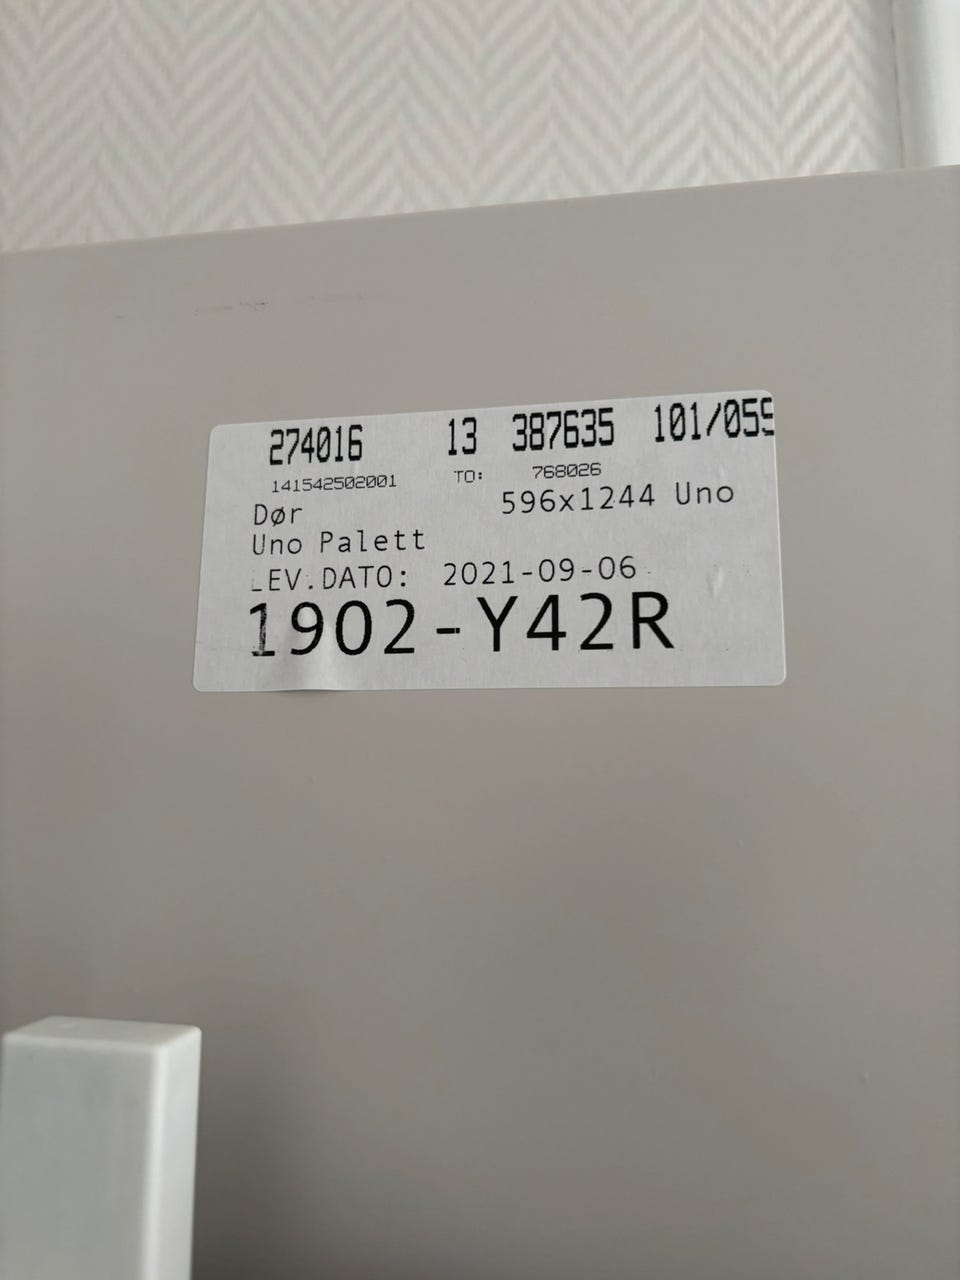 274016 13 387635 101/059
141542502001 TO: 768026
Dør 596x1244 Uno
Uno Palett
LEV.DATO: 2021-09-06
1902-Y42R